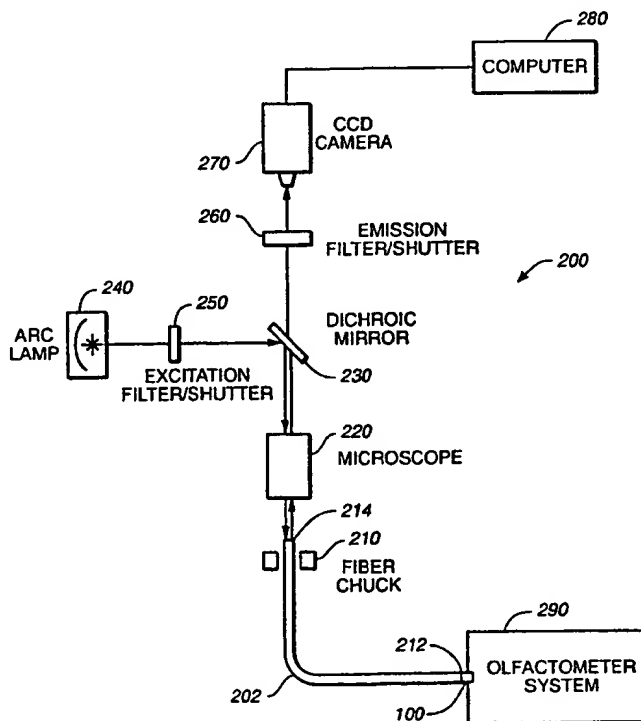 280
COMPUTER
CCD
CAMERA
270
260
EMISSION
FILTER/SHUTTER
200
240
250
ARC
LAMP
DICHROIC
MIRROR
230
EXCITATION
FILTER/SHUTTER
220
MICROSCOPE
214
210
FIBER
CHUCK
290
212
OLFACTOMETER
SYSTEM
202
100